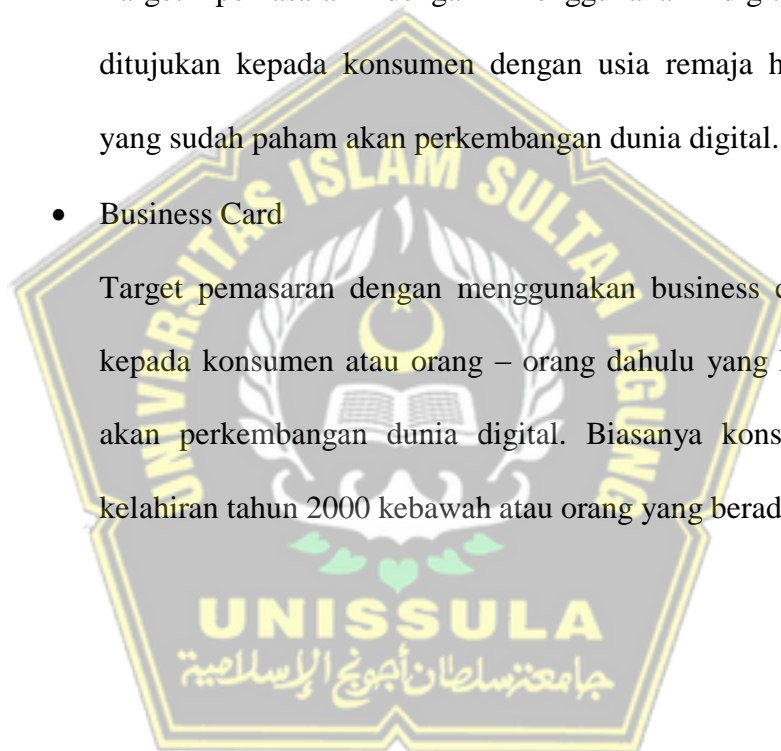 ditujukan kepada konsumen dengan usia remaja
yang sudah paham akan perkembangan dunia digital.
• Business Card
Target pemasaran dengan menggunakan business
kepada konsumen atau orang – orang dahulu yang
akan perkembangan dunia digital. Biasanya
kelahiran tahun 2000 kebawah atau orang yang
UNIVERSITAS ISLAM SULTAN AGUNG
UNISSULA
جامعة سلطان أجونج الإسلامية